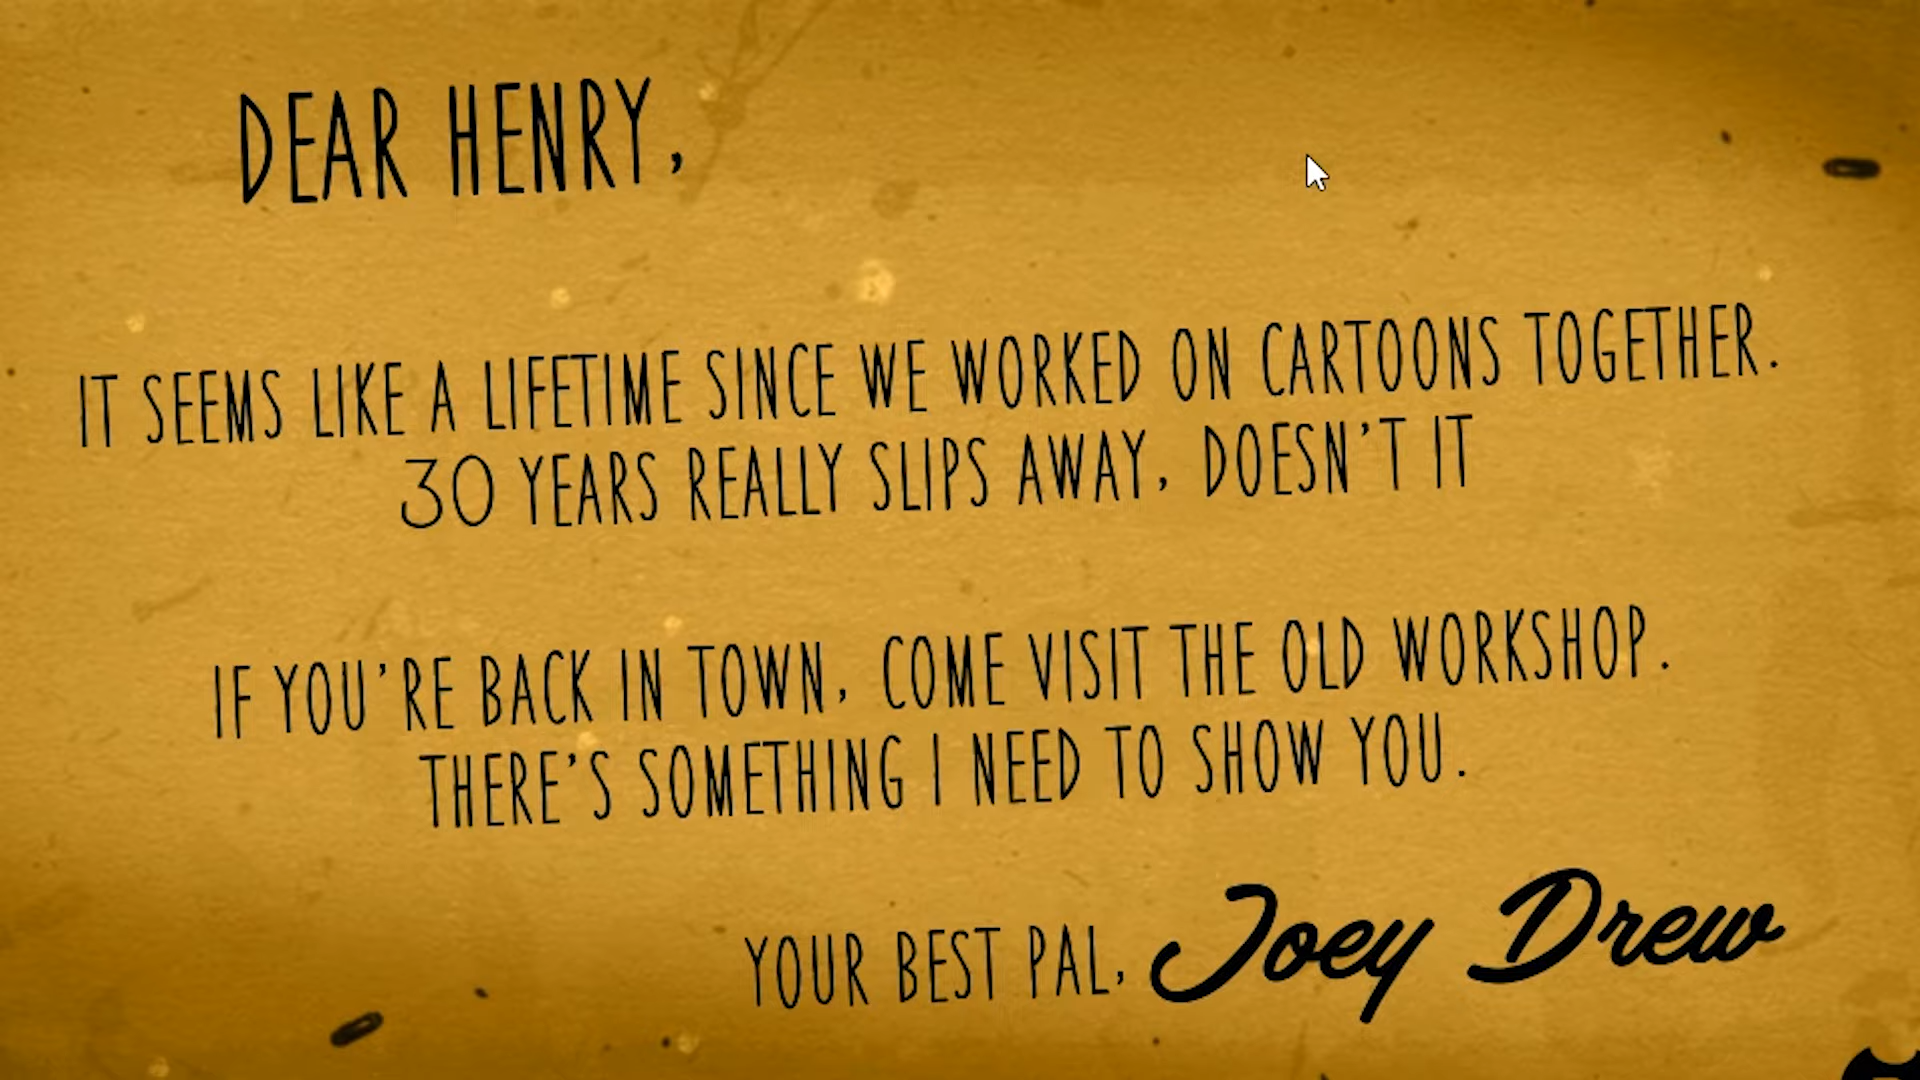 DEAR HENRY,
IT SEEMS LIKE A LIFETIME SINCE WE WORKED ON CARTOONS TOGETHER.
30 YEARS REALLY SLIPS AWAY, DOESN'T IT
IF YOU'RE BACK IN TOWN, COME VISIT THE OLD WORKSHOP.
THERE'S SOMETHING I NEED TO SHOW YOU.
YOUR BEST PAL, Joey Drew